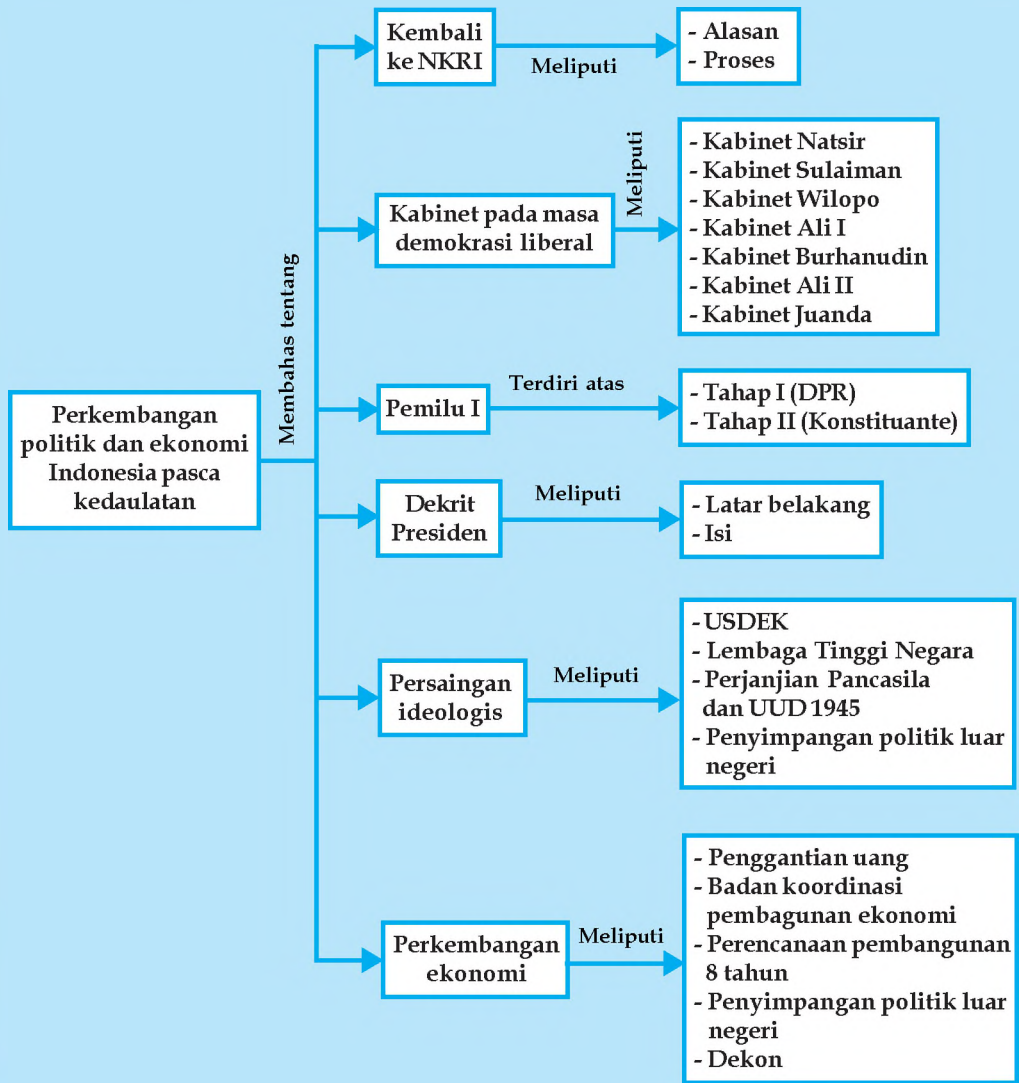 Perkembangan
politik dan ekonomi
Indonesia pasca
kedaulatan
Membahas tentang
Kembali
ke NKRI
Meliputi
- Alasan
- Proses
Kabinet pada masa
demokrasi liberal
Meliputi
- Kabinet Natsir
- Kabinet Sulaiman
- Kabinet Wilopo
- Kabinet Ali I
- Kabinet Burhanudin
- Kabinet Ali II
- Kabinet Juanda
Pemilu I
Terdiri atas
- Tahap I (DPR)
- Tahap II (Konstituante)
Dekrit
Presiden
Meliputi
- Latar belakang
- Isi
Persaingan
ideologis
Meliputi
- USDEK
- Lembaga Tinggi Negara
- Perjanjian Pancasila
dan UUD 1945
- Penyimpangan politik luar
negeri
Perkembangan
ekonomi
Meliputi
- Penggantian uang
- Badan koordinasi
pembagunan ekonomi
- Perencanaan pembangunan
8 tahun
- Penyimpangan politik luar
negeri
- Dekon